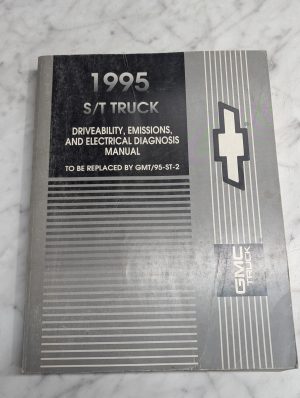 1995
S/T TRUCK
DRIVEABILITY, EMISSIONS,
AND ELECTRICAL DIAGNOSIS
MANUAL
TO BE REPLACED BY GMT/95-ST-2
GMC
TRUCK